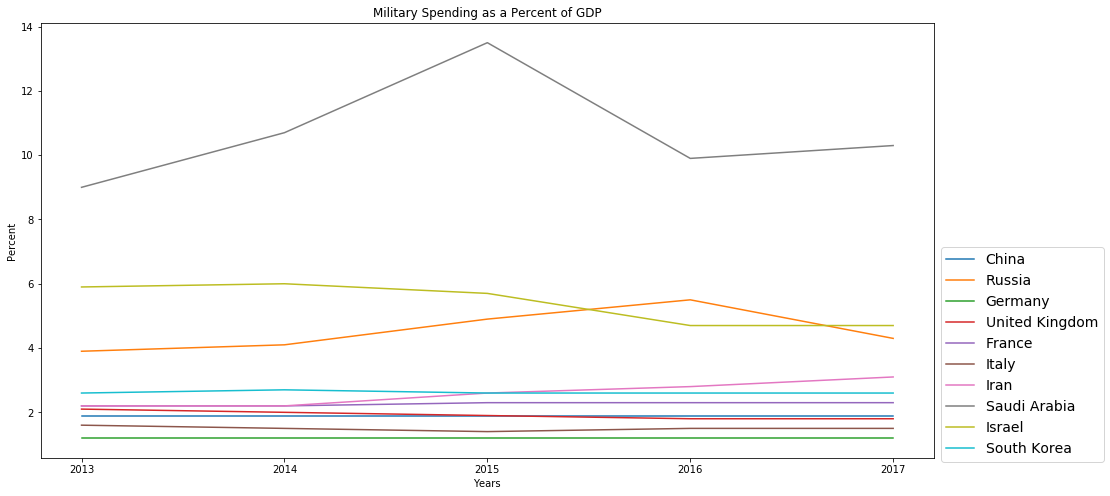 Military Spending as a Percent of GDP
14
12
10
8
6
4
2
Percent
2013 2014 2015 2016 2017
Years
China
Russia
Germany
United Kingdom
France
Italy
Iran
Saudi Arabia
Israel
South Korea